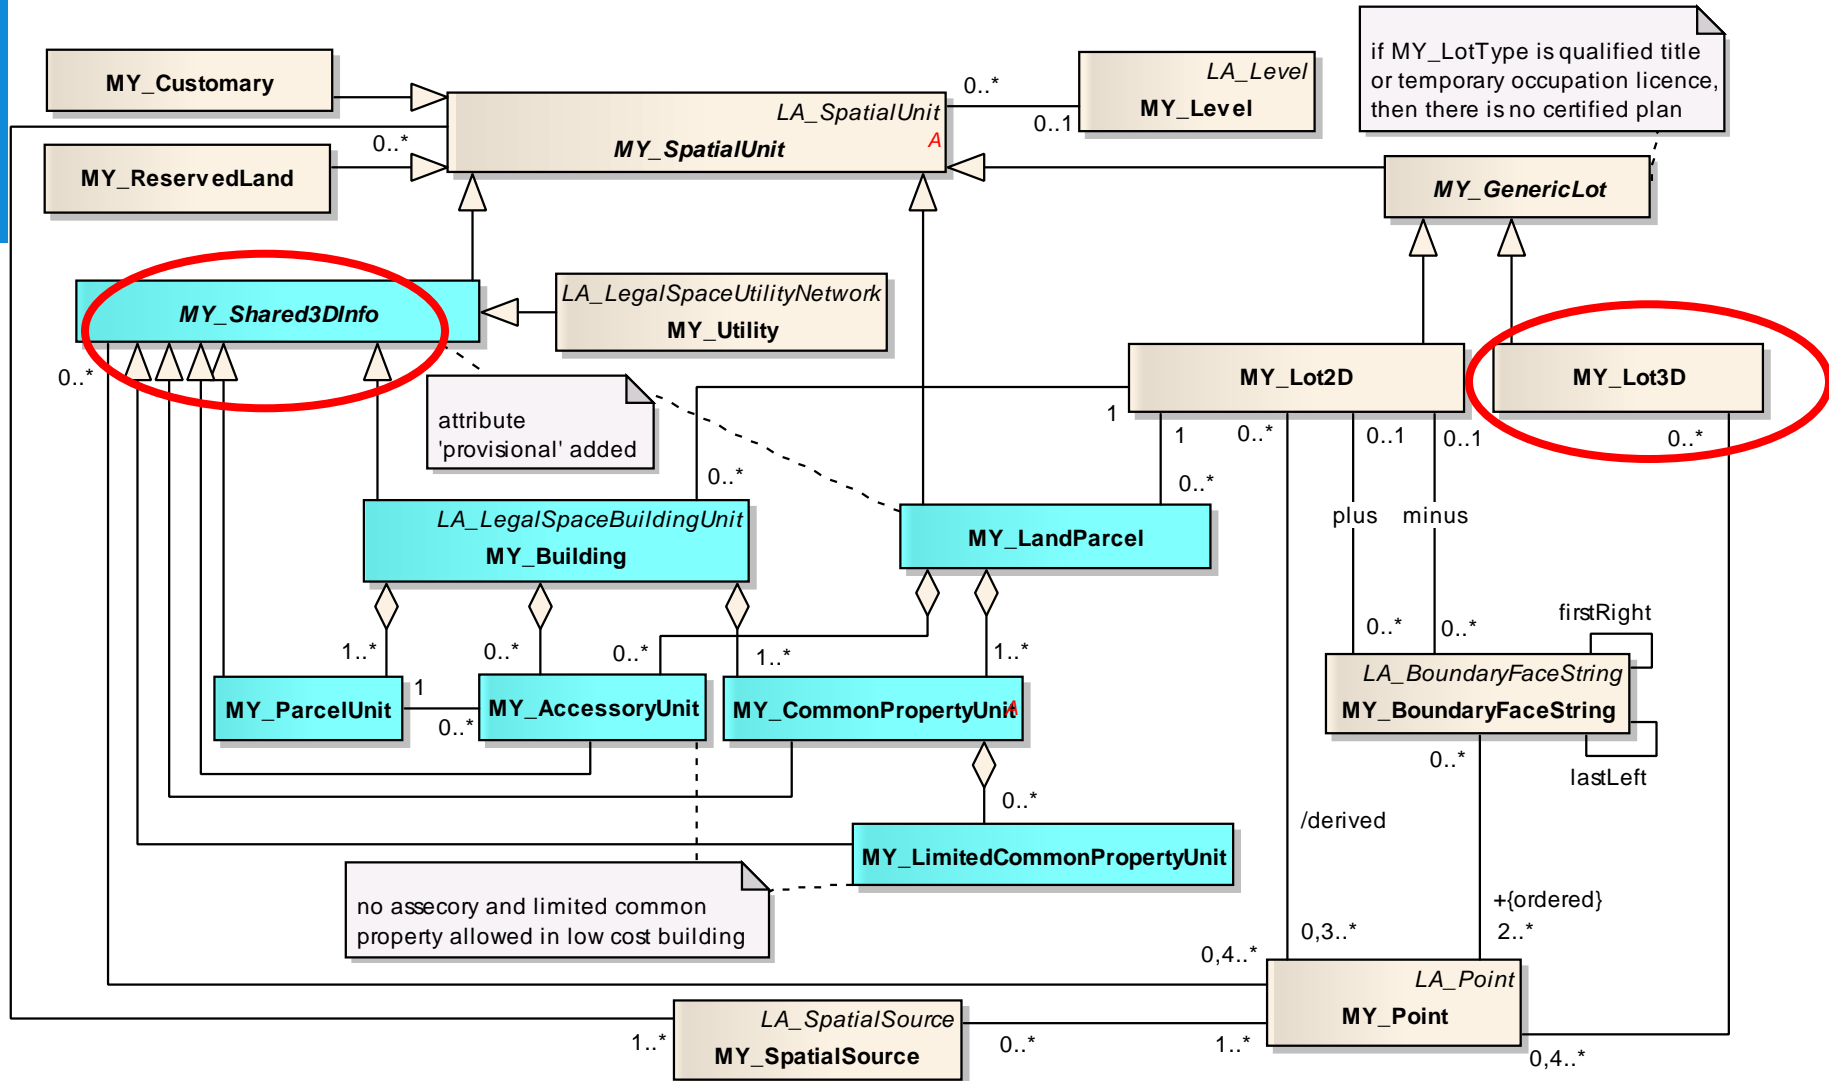 if MY_LotType is qualified title
or temporary occupation licence,
then there is no certified plan
MY_Customary
LA_SpatialUnit
MY_SpatialUnit
A
0..*
0..1
LA_Level
MY_Level
0..*
MY_ReservedLand
MY_GenericLot
MY_Shared3DInfo
LA_LegalSpaceUtilityNetwork
MY_Utility
0..*
attribute
'provisional' added
MY_Lot2D
MY_Lot3D
1
1
0..*
0..1
0..1
0..*
0..*
0..*
LA_LegalSpaceBuildingUnit
MY_Building
MY_LandParcel
plus
minus
1..*
0..*
0..*
1..*
1..*
0..*
0..*
firstRight
MY_ParcelUnit
1
0..*
MY_AccessoryUnit
MY_CommonPropertyUnit
A
LA_BoundaryFaceString
MY_BoundaryFaceString
0..*
lastLeft
0..*
/derived
MY_LimitedCommonPropertyUnit
no assecory and limited common
property allowed in low cost building
+{ordered}
2..*
0,3..*
0,4..*
LA_Point
MY_Point
LA_SpatialSource
MY_SpatialSource
1..*
0..*
1..*
0,4..*